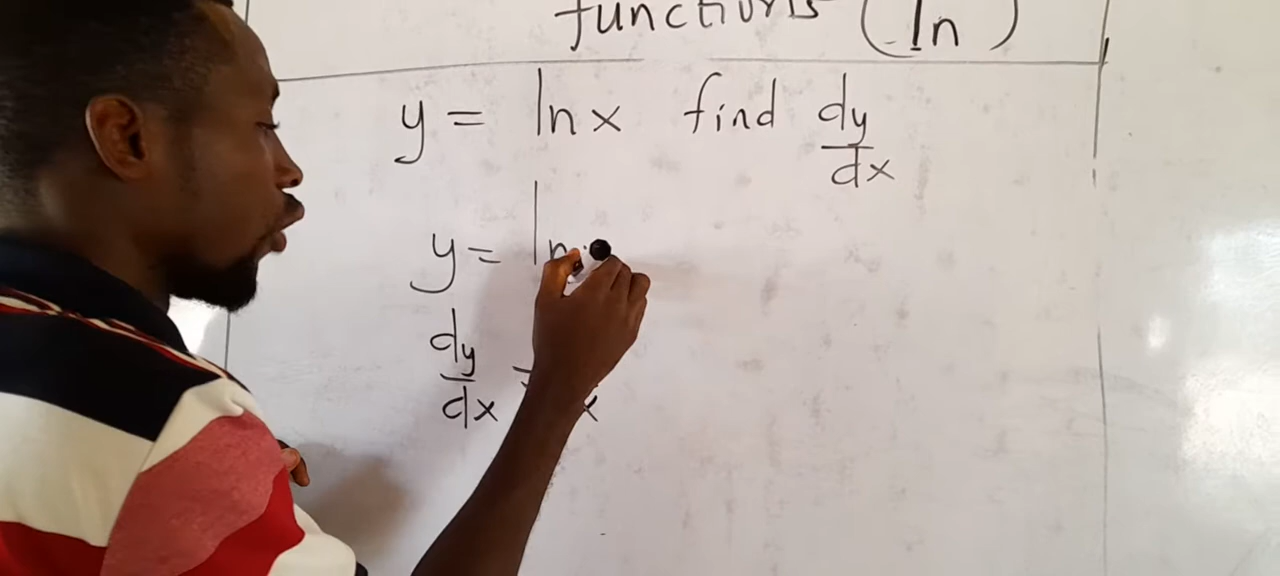 functions (ln)
y = ln x find dy/dx
y = ln
dy/dx = x